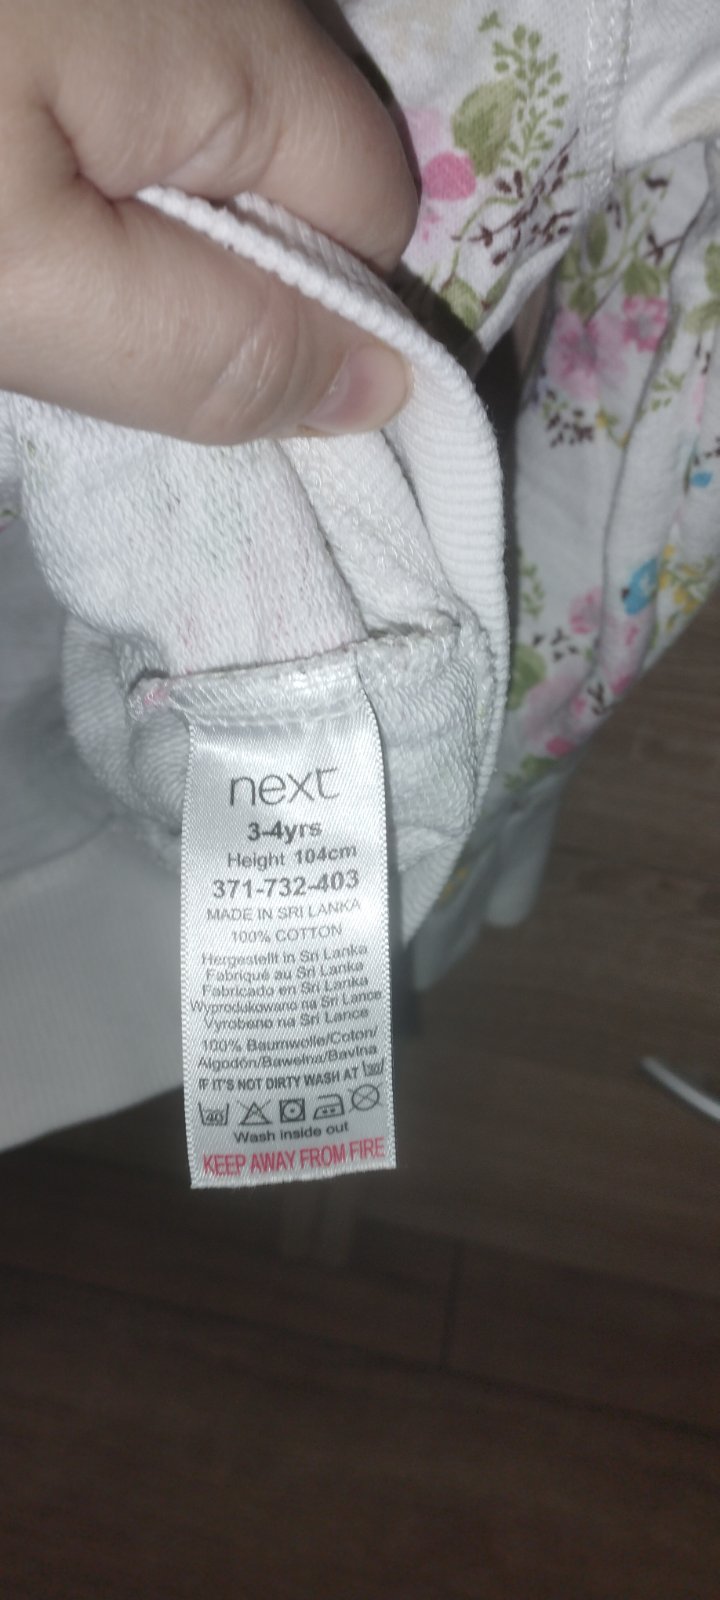 next
3-4yrs
Height 104cm
371-732-403
MADE IN SRI LANKA
100% COTTON
Hergestellt in Sri Lanka
Fabriqué au Sri Lanka
Fabricado en Sri Lanka
Wyprodukowano na Sri Lance
Vyrobeno na Srí Lance
100% Baumwolle/Coton/
Algodón/Bawełna/Bavlna
IF IT'S NOT DIRTY WASH AT 30
40
Wash inside out
KEEP AWAY FROM FIRE